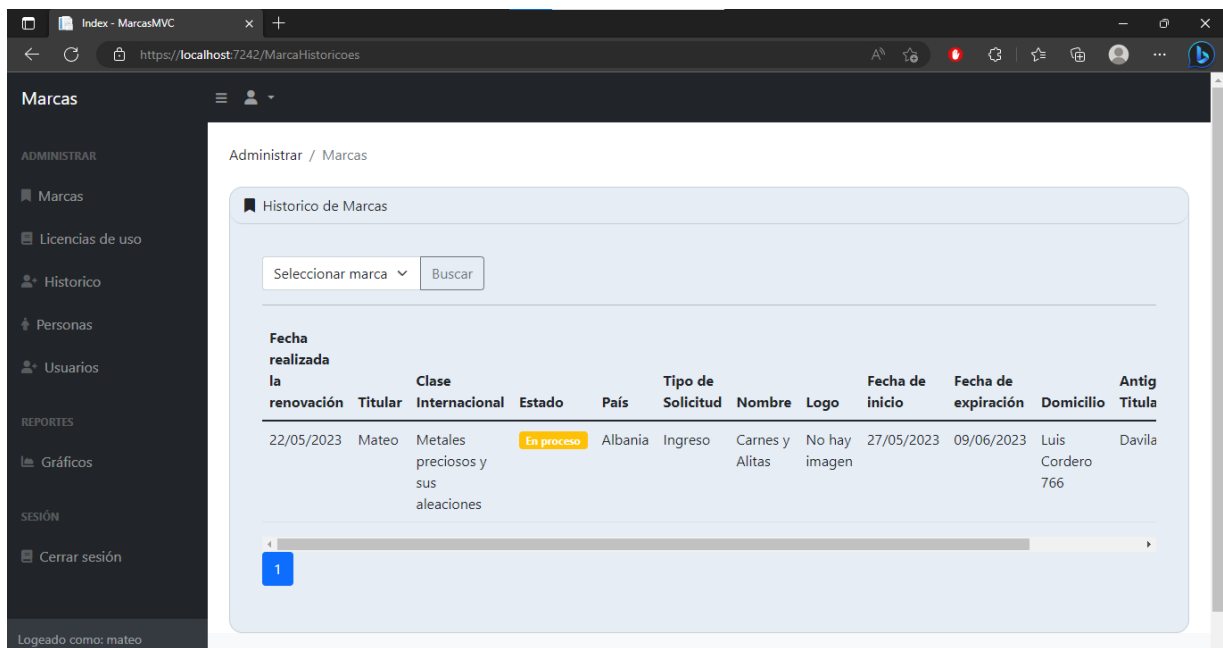 Index - MarcasMVC
https://localhost:7242/MarcaHistoricoes
Marcas
ADMINISTRAR
Marcas
Licencias de uso
Historico
Personas
Usuarios
REPORTES
Gráficos
SESIÓN
Cerrar sesión
Logeado como: mateo
Administrar / Marcas
Historico de Marcas
Seleccionar marca Buscar
Fecha
realizada
la Clase Tipo de Fecha de Fecha de Antig
renovación Titular Internacional Estado País Solicitud Nombre Logo inicio expiración Domicilio Titula
22/05/2023 Mateo Metales En proceso Albania Ingreso Carnes y No hay 27/05/2023 09/06/2023 Luis Davila
preciosos y Alitas imagen Cordero
sus 766
aleaciones
1